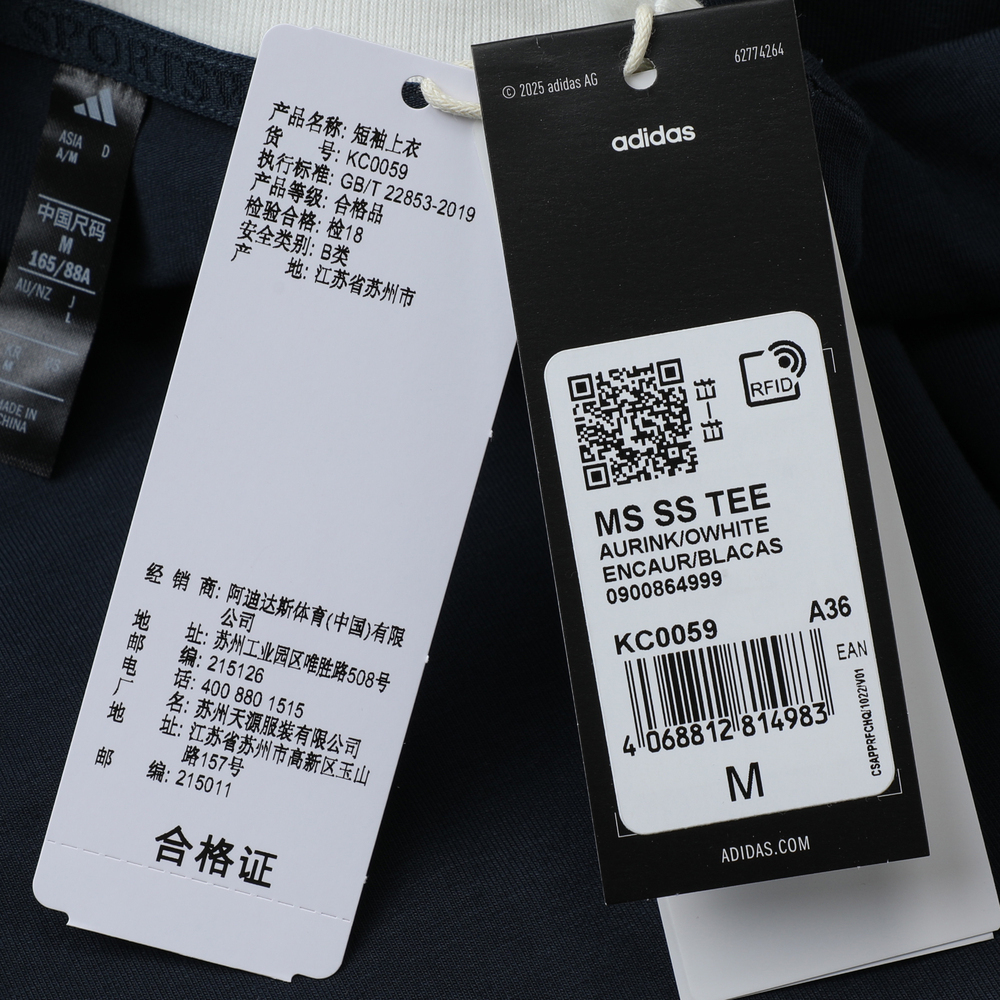 SPORTS
ASIA D
A/M
中国尺码
M
165/88A
AU/NZ J
L L
KR
M
MADE IN
CHINA
产品名称: 短袖上衣
货 号: KC0059
执行标准: GB/T 22853-2019
产品等级: 合格品
检验合格: 检18
安全类别: B类
产 地: 江苏省苏州市
经 销 商: 阿迪达斯体育(中国)有限
公司
地 址: 苏州工业园区唯胜路508号
邮 编: 215126
电 话: 400 880 1515
厂 名: 苏州天源服装有限公司
地 址: 江苏省苏州市高新区玉山
路157号
邮 编: 215011
合格证
© 2025 adidas AG
62774264
adidas
RFID
MS SS TEE
AURINK/OWHITE
ENCAUR/BLACAS
0900864999
KC0059
A36
EAN
4 068812 814983
M
CSAPPRFCHQ/1022/V01
ADIDAS.COM